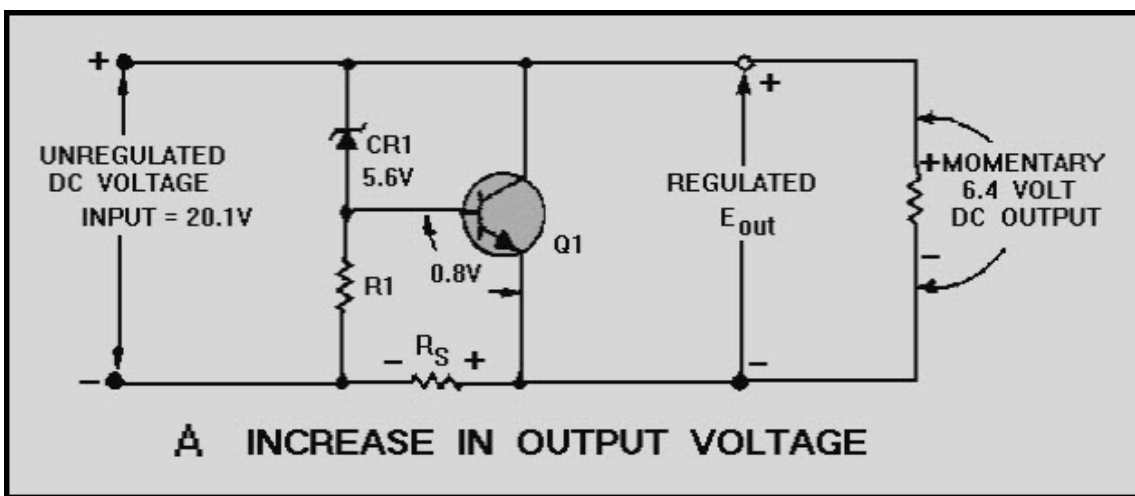 +
UNREGULATED
DC VOLTAGE
INPUT = 20.1V
-
CR1
5.6V
Q1
0.8V
R1
- RS +
+
REGULATED
Eout
-
+ MOMENTARY
6.4 VOLT
DC OUTPUT
-
A INCREASE IN OUTPUT VOLTAGE